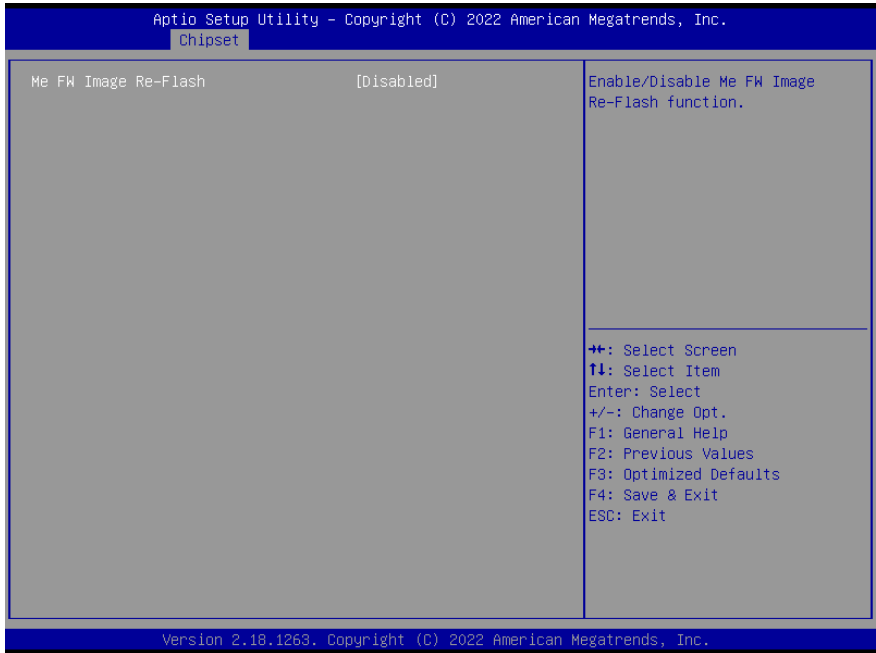 Aptio Setup Utility – Copyright (C) 2022 American Megatrends, Inc.
Chipset
Me FW Image Re-Flash [Disabled]
Enable/Disable Me FW Image
Re-Flash function.
→←: Select Screen
↑↓: Select Item
Enter: Select
+/-: Change Opt.
F1: General Help
F2: Previous Values
F3: Optimized Defaults
F4: Save & Exit
ESC: Exit
Version 2.18.1263. Copyright (C) 2022 American Megatrends, Inc.